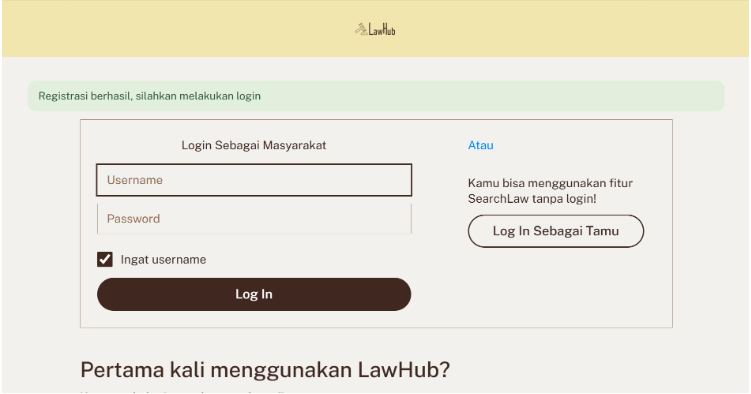 LawHub
Registrasi berhasil, silahkan melakukan login
Login Sebagai Masyarakat
Username
Password
Ingat username
Log In
Atau
Kamu bisa menggunakan fitur
SearchLaw tanpa login!
Log In Sebagai Tamu
Pertama kali menggunakan LawHub?